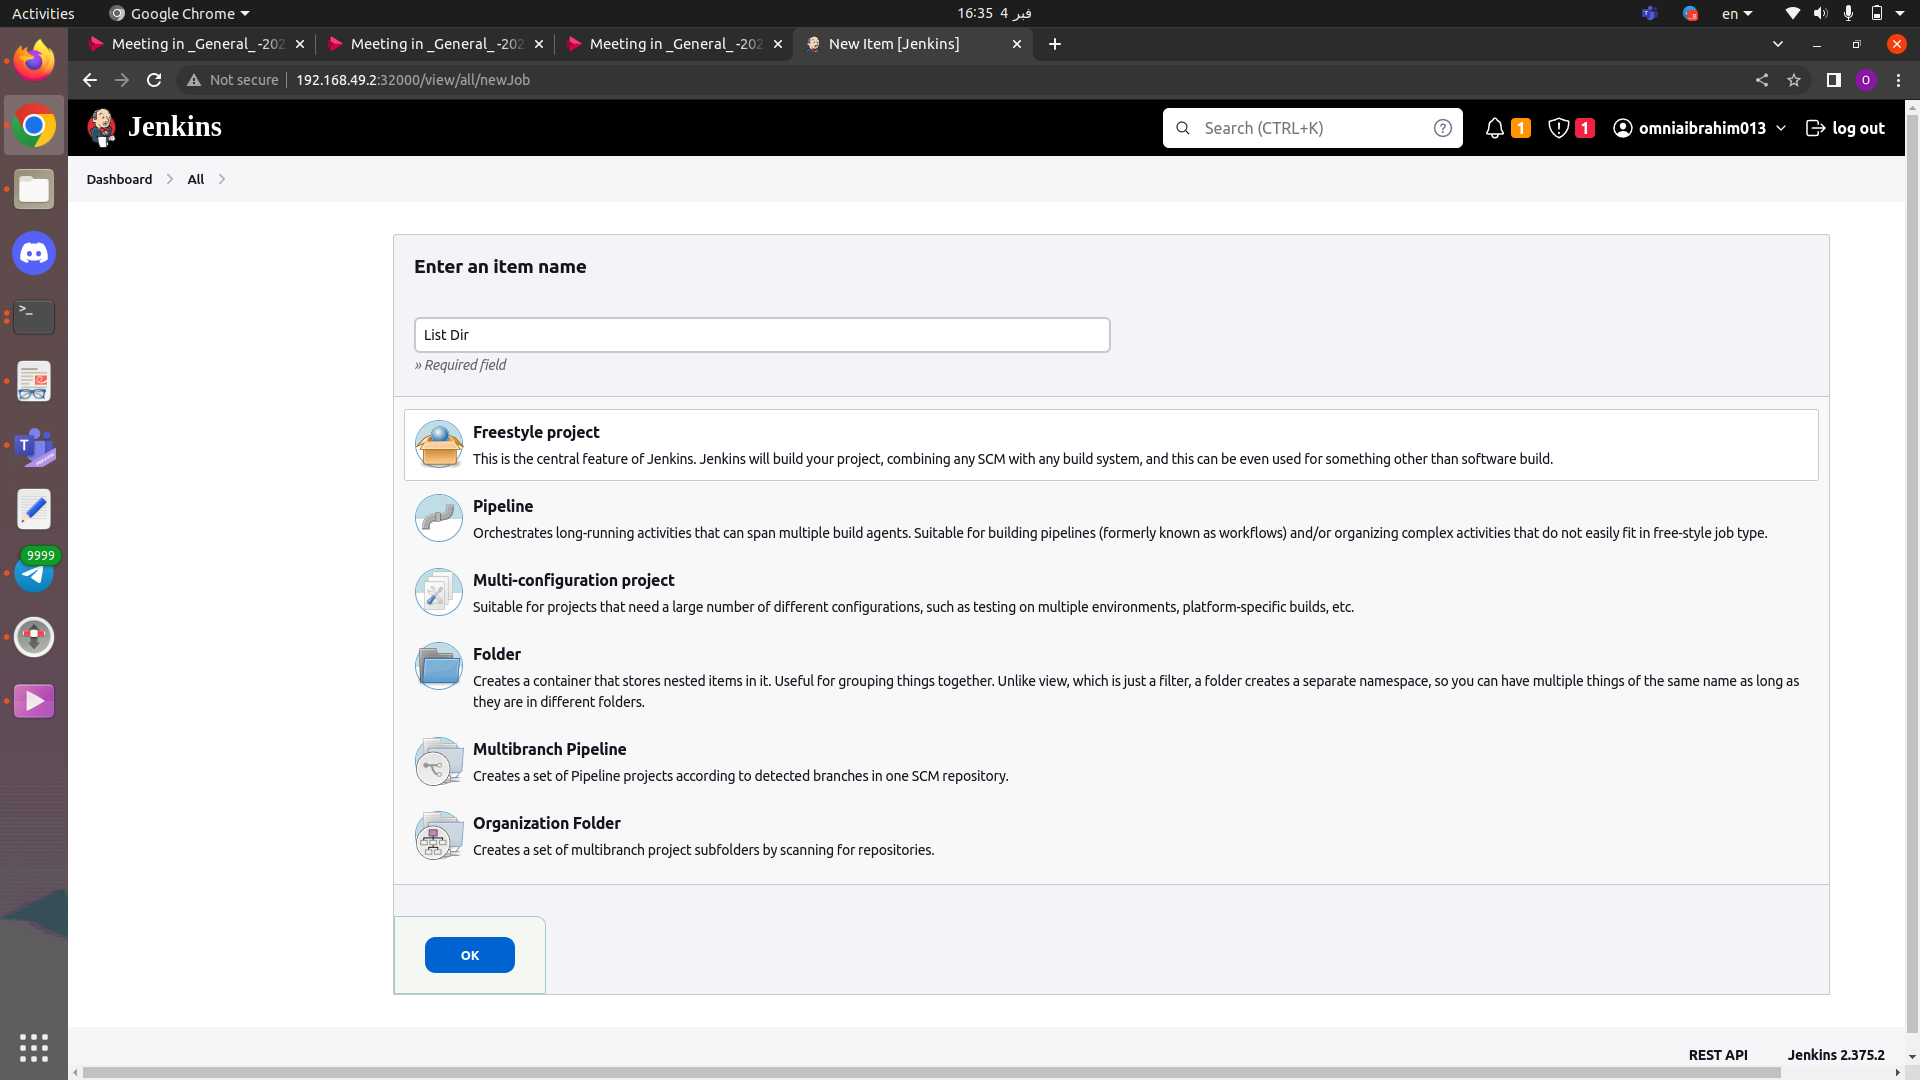 Activities
Google Chrome
16:35 4 فبر
en
Meeting in _General_ -202
Meeting in _General_ -202
Meeting in _General_ -202
New Item [Jenkins]
Not secure
192.168.49.2:32000/view/all/newJob
O
Jenkins
Search (CTRL+K)
1
1
omniaibrahim013
log out
Dashboard
All
Enter an item name
List Dir
» Required field
Freestyle project
This is the central feature of Jenkins. Jenkins will build your project, combining any SCM with any build system, and this can be even used for something other than software build.
Pipeline
Orchestrates long-running activities that can span multiple build agents. Suitable for building pipelines (formerly known as workflows) and/or organizing complex activities that do not easily fit in free-style job type.
Multi-configuration project
Suitable for projects that need a large number of different configurations, such as testing on multiple environments, platform-specific builds, etc.
Folder
Creates a container that stores nested items in it. Useful for grouping things together. Unlike view, which is just a filter, a folder creates a separate namespace, so you can have multiple things of the same name as long as
they are in different folders.
Multibranch Pipeline
Creates a set of Pipeline projects according to detected branches in one SCM repository.
Organization Folder
Creates a set of multibranch project subfolders by scanning for repositories.
OK
9999
REST API
Jenkins 2.375.2